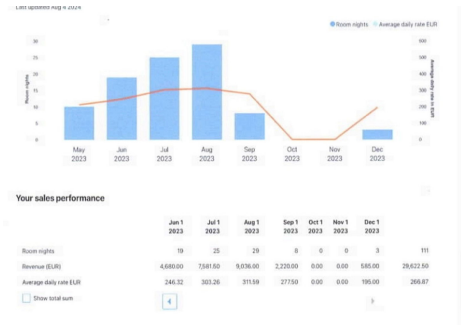 Last updated Aug 4 2024
Room nights Average daily rate EUR
Room nights
Average daily rate in EUR
30
25
20
15
10
5
0
600
500
400
300
200
100
0
May 2023
Jun 2023
Jul 2023
Aug 2023
Sep 2023
Oct 2023
Nov 2023
Dec 2023
Your sales performance
Jun 1 2023 Jul 1 2023 Aug 1 2023 Sep 1 2023 Oct 1 2023 Nov 1 2023 Dec 1 2023
Room nights 19 25 29 8 0 0 3 111
Revenue (EUR) 4,680.00 7,581.50 9,036.00 2,220.00 0.00 0.00 585.00 29,622.50
Average daily rate EUR 246.32 303.26 311.59 277.50 0.00 0.00 195.00 266.87
Show total sum